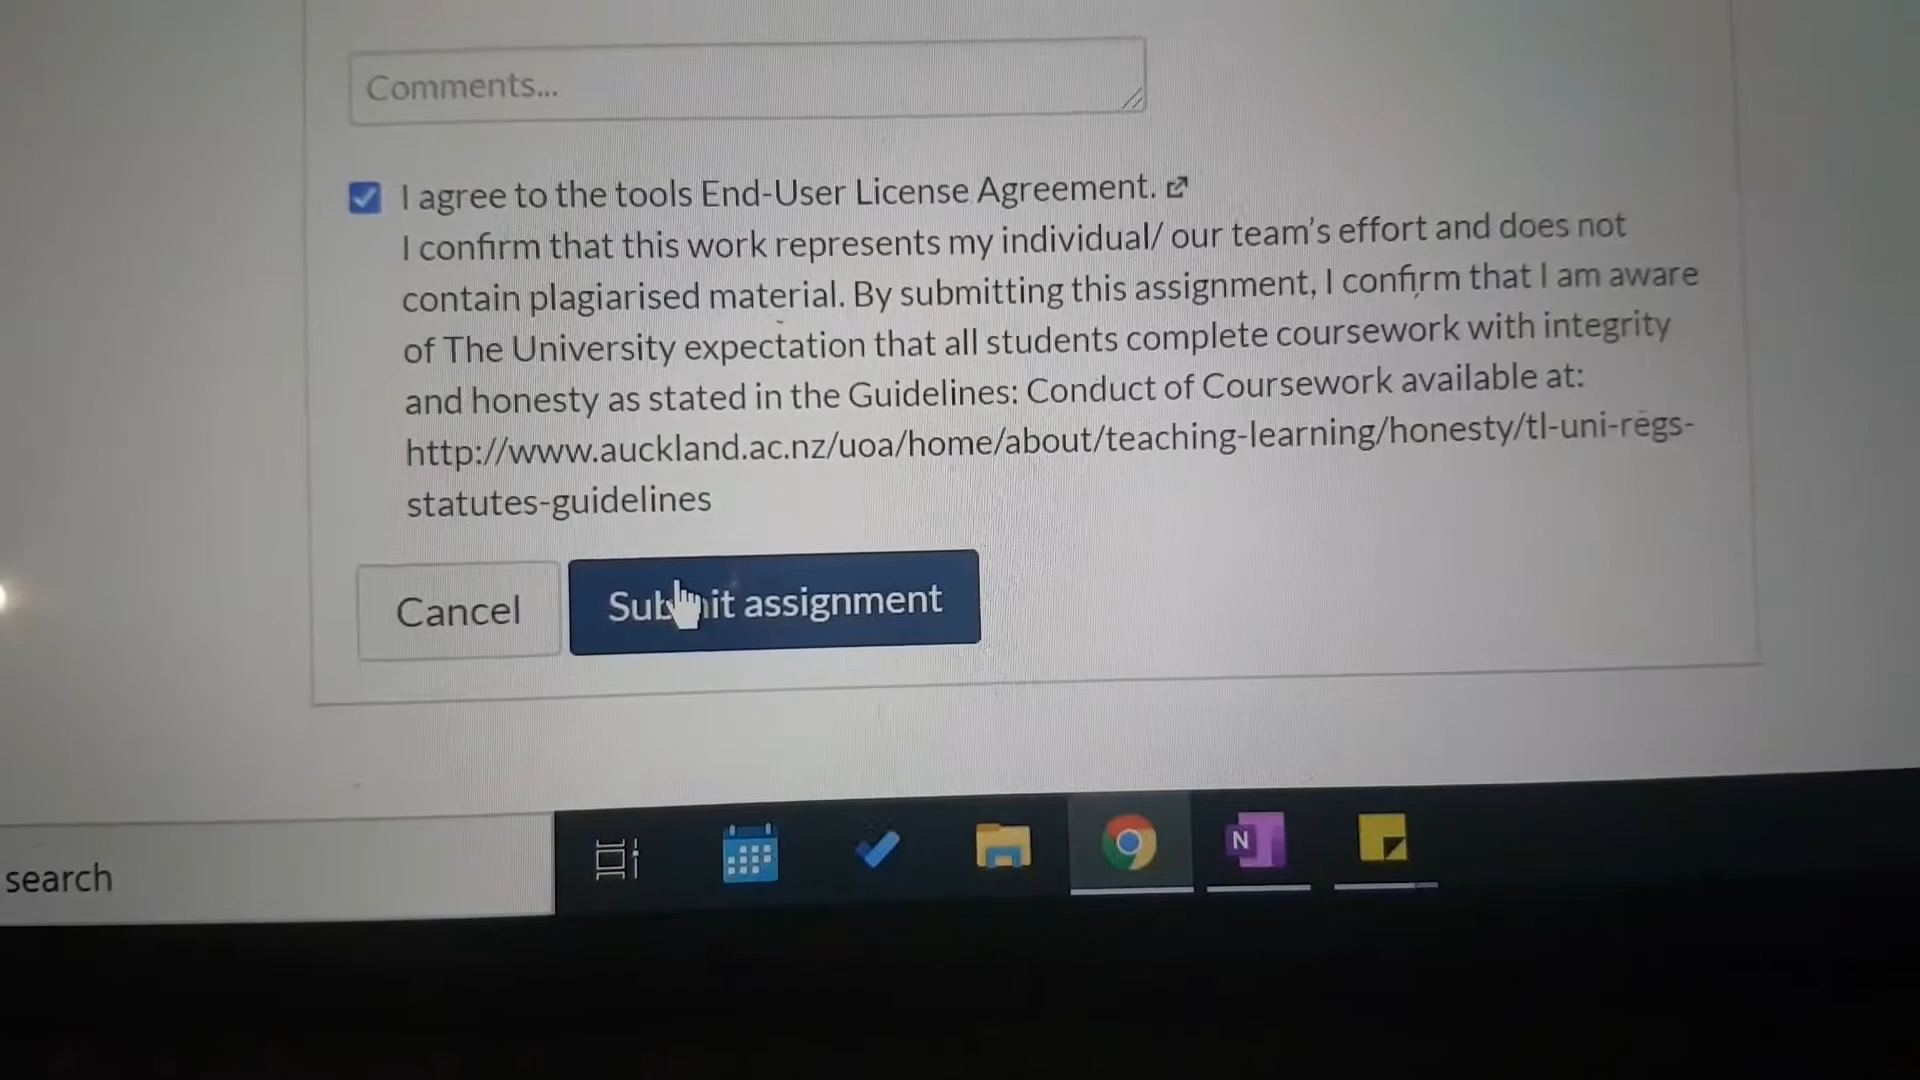 Comments...
I agree to the tools End-User License Agreement.
I confirm that this work represents my individual/ our team's effort and does not
contain plagiarised material. By submitting this assignment, I confirm that I am aware
of The University expectation that all students complete coursework with integrity
and honesty as stated in the Guidelines: Conduct of Coursework available at:
http://www.auckland.ac.nz/uoa/home/about/teaching-learning/honesty/tl-uni-regs-
statutes-guidelines
Cancel
Submit assignment
search
N